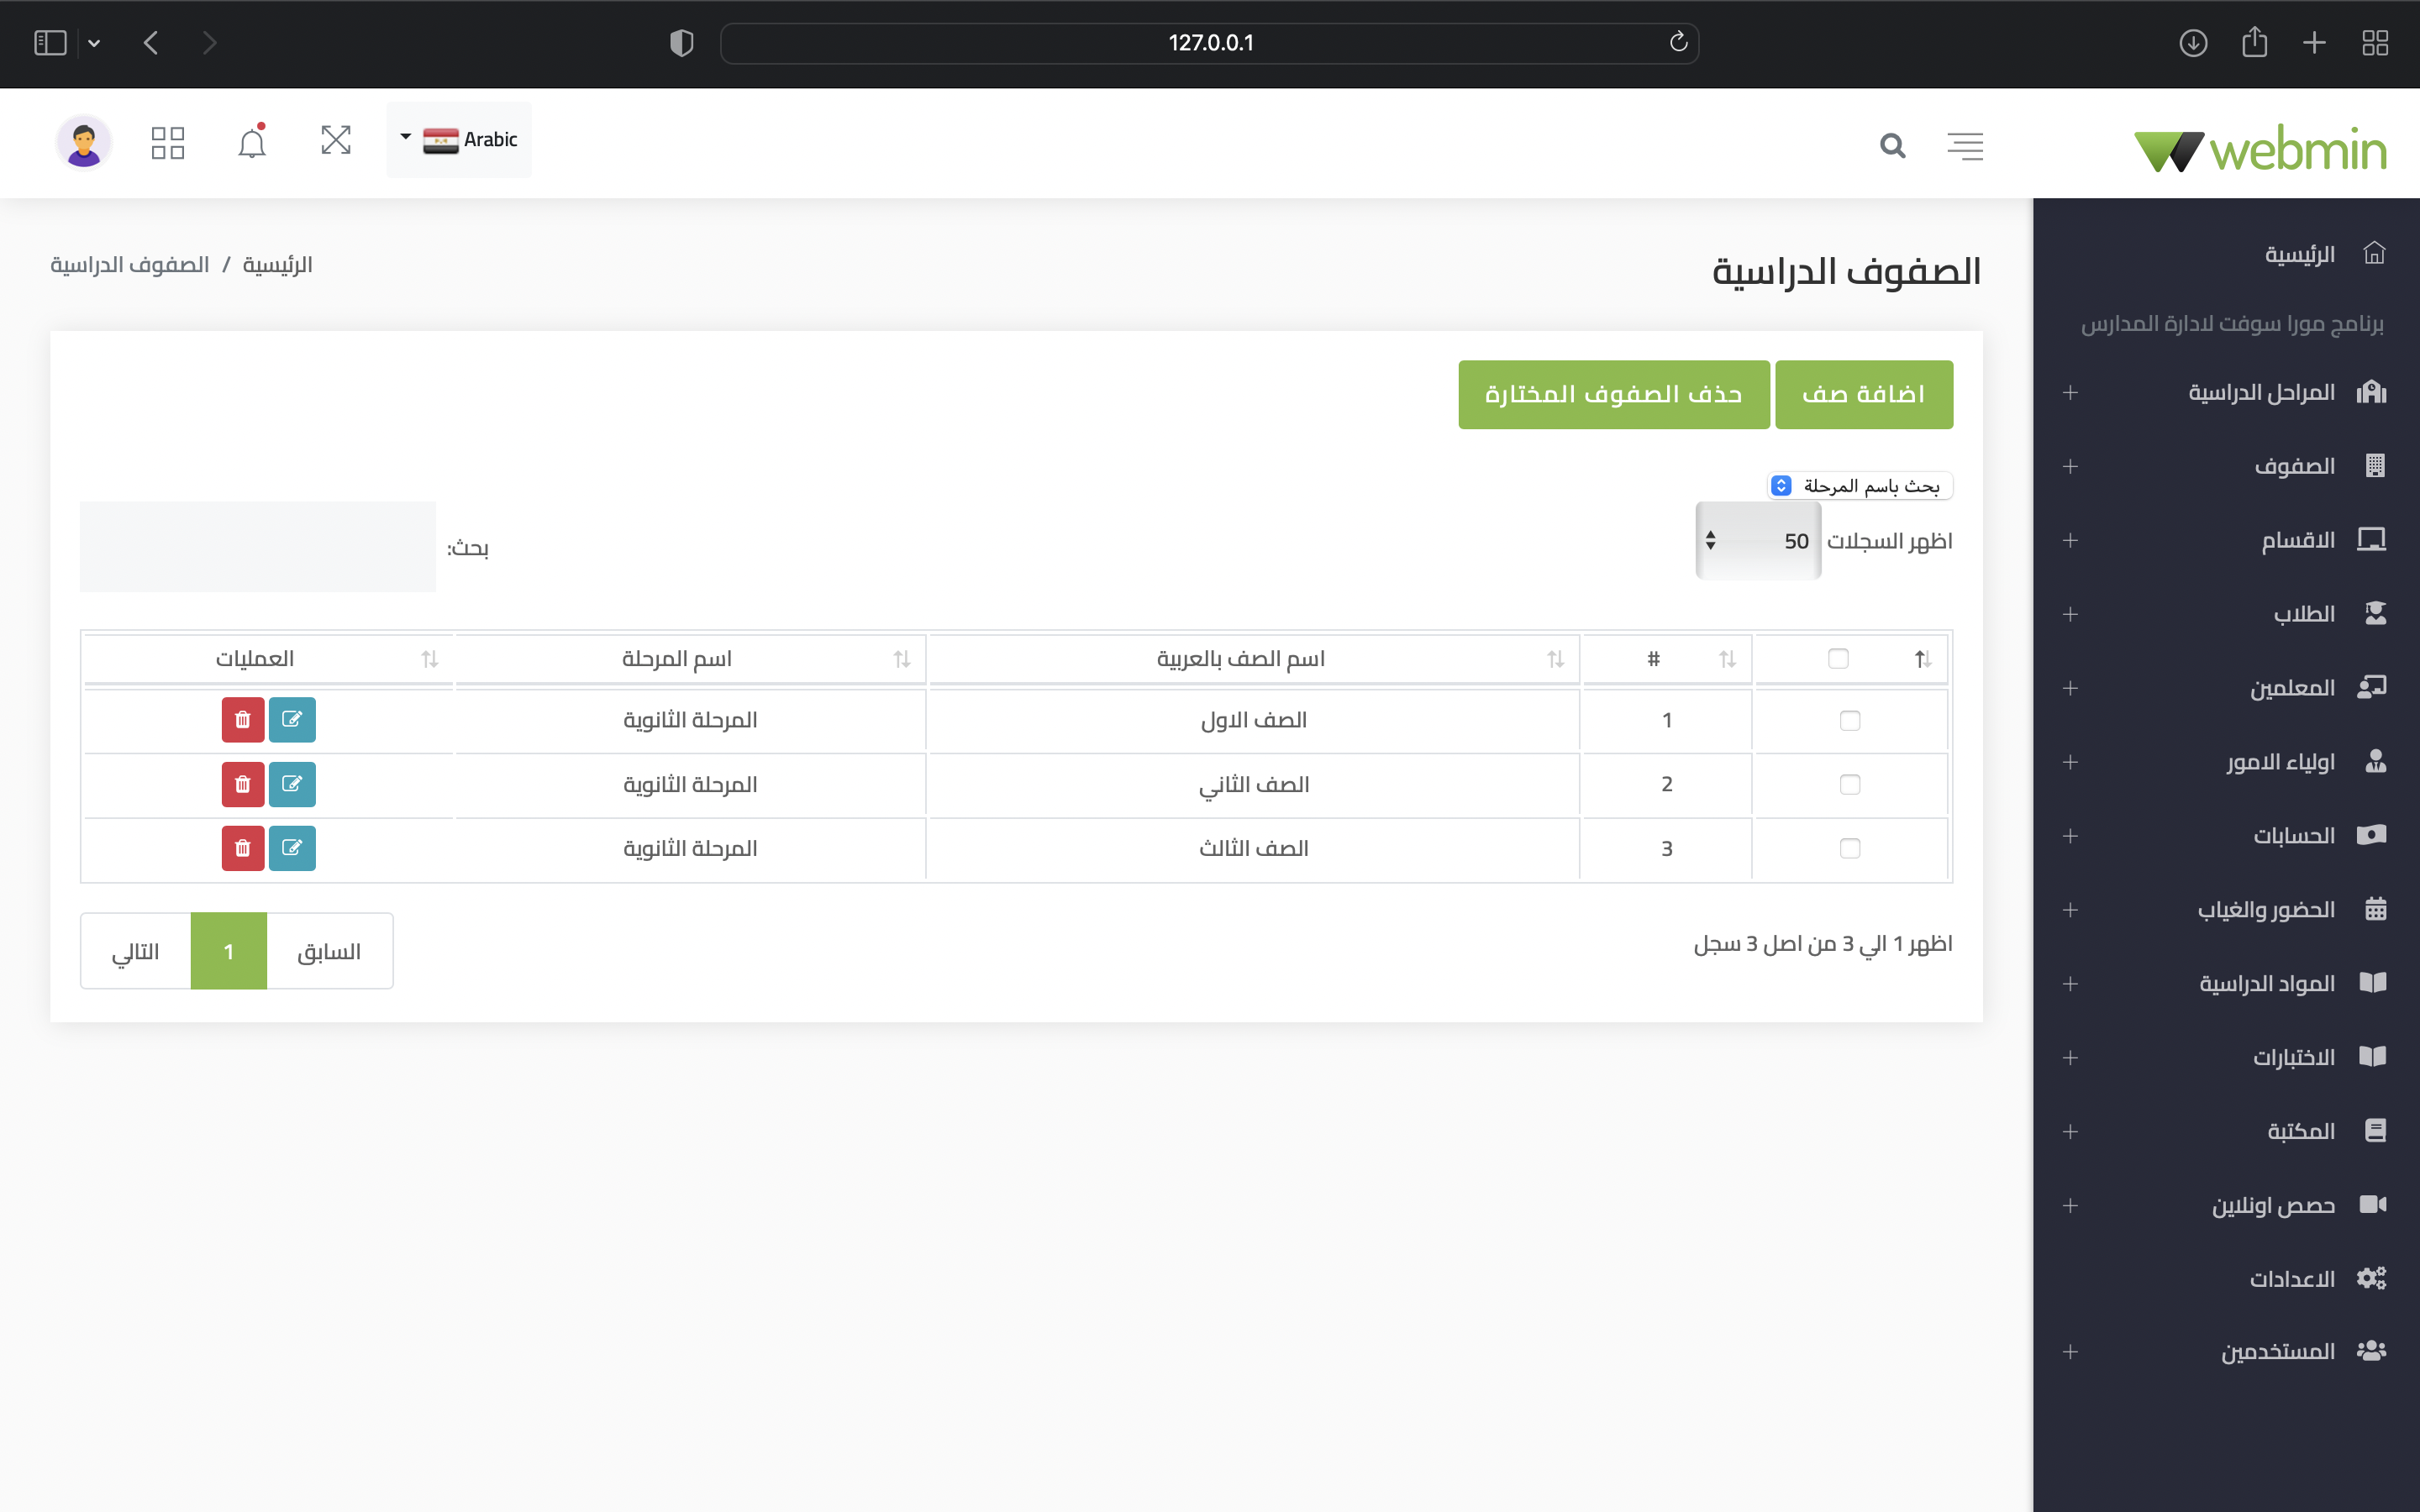 127.0.0.1
webmin
Arabic
الرئيسية
برنامج مورا سوفت لادارة المدارس
المراحل الدراسية
الصفوف
الاقسام
الطلاب
المعلمين
اولياء الامور
الحسابات
الحضور والغياب
المواد الدراسية
الاختبارات
المكتبة
حصص اونلاين
الاعدادات
المستخدمين
الصفوف الدراسية
الرئيسية / الصفوف الدراسية
اضافة صف حذف الصفوف المختارة
بحث باسم المرحلة
اظهر السجلات 50
بحث:
# اسم الصف بالعربية اسم المرحلة العمليات
1 الصف الاول المرحلة الثانوية
2 الصف الثاني المرحلة الثانوية
3 الصف الثالث المرحلة الثانوية
اظهر 1 الي 3 من اصل 3 سجل
السابق 1 التالي